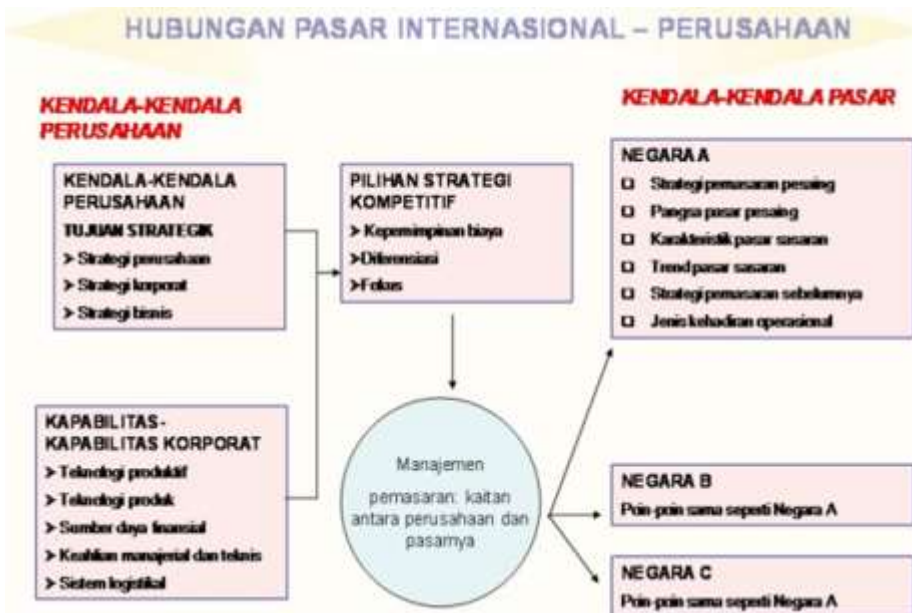 HUBUNGAN PASAR INTERNASIONAL – PERUSAHAAN
KENDALA-KENDALA
PERUSAHAAN
KENDALA-KENDALA
PERUSAHAAN
TUJUAN STRATEGIK
➤ Strategi perusahaan
➤ Strategi korporat
➤ Strategi bisnis
KAPABILITAS-
KAPABILITAS KORPORAT
➤ Teknologi produktif
➤ Teknologi produk
➤ Sumber daya finansial
➤ Keahlian manajerial dan teknis
➤ Sistem logistikal
PILIHAN STRATEGI
KOMPETITIF
➤ Kepemimpinan biaya
➤Diferensiasi
➤Fokus
Manajemen
pemasaran: kaitan
antara perusahaan dan
pasarnya
KENDALA-KENDALA PASAR
NEGARA A
❑ Strategi pemasaran pesaing
❑ Pangsa pasar pesaing
❑ Karakteristik pasar sasaran
❑ Trend pasar sasaran
❑ Strategi pemasaran sebelumnya
❑ Jenis kehadiran operasional
NEGARA B
Poin-poin sama seperti Negara A
NEGARA C
Poin-poin sama seperti Negara A